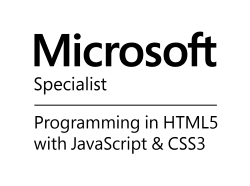 Microsoft
Specialist
Programming in HTML5
with JavaScript & CSS3